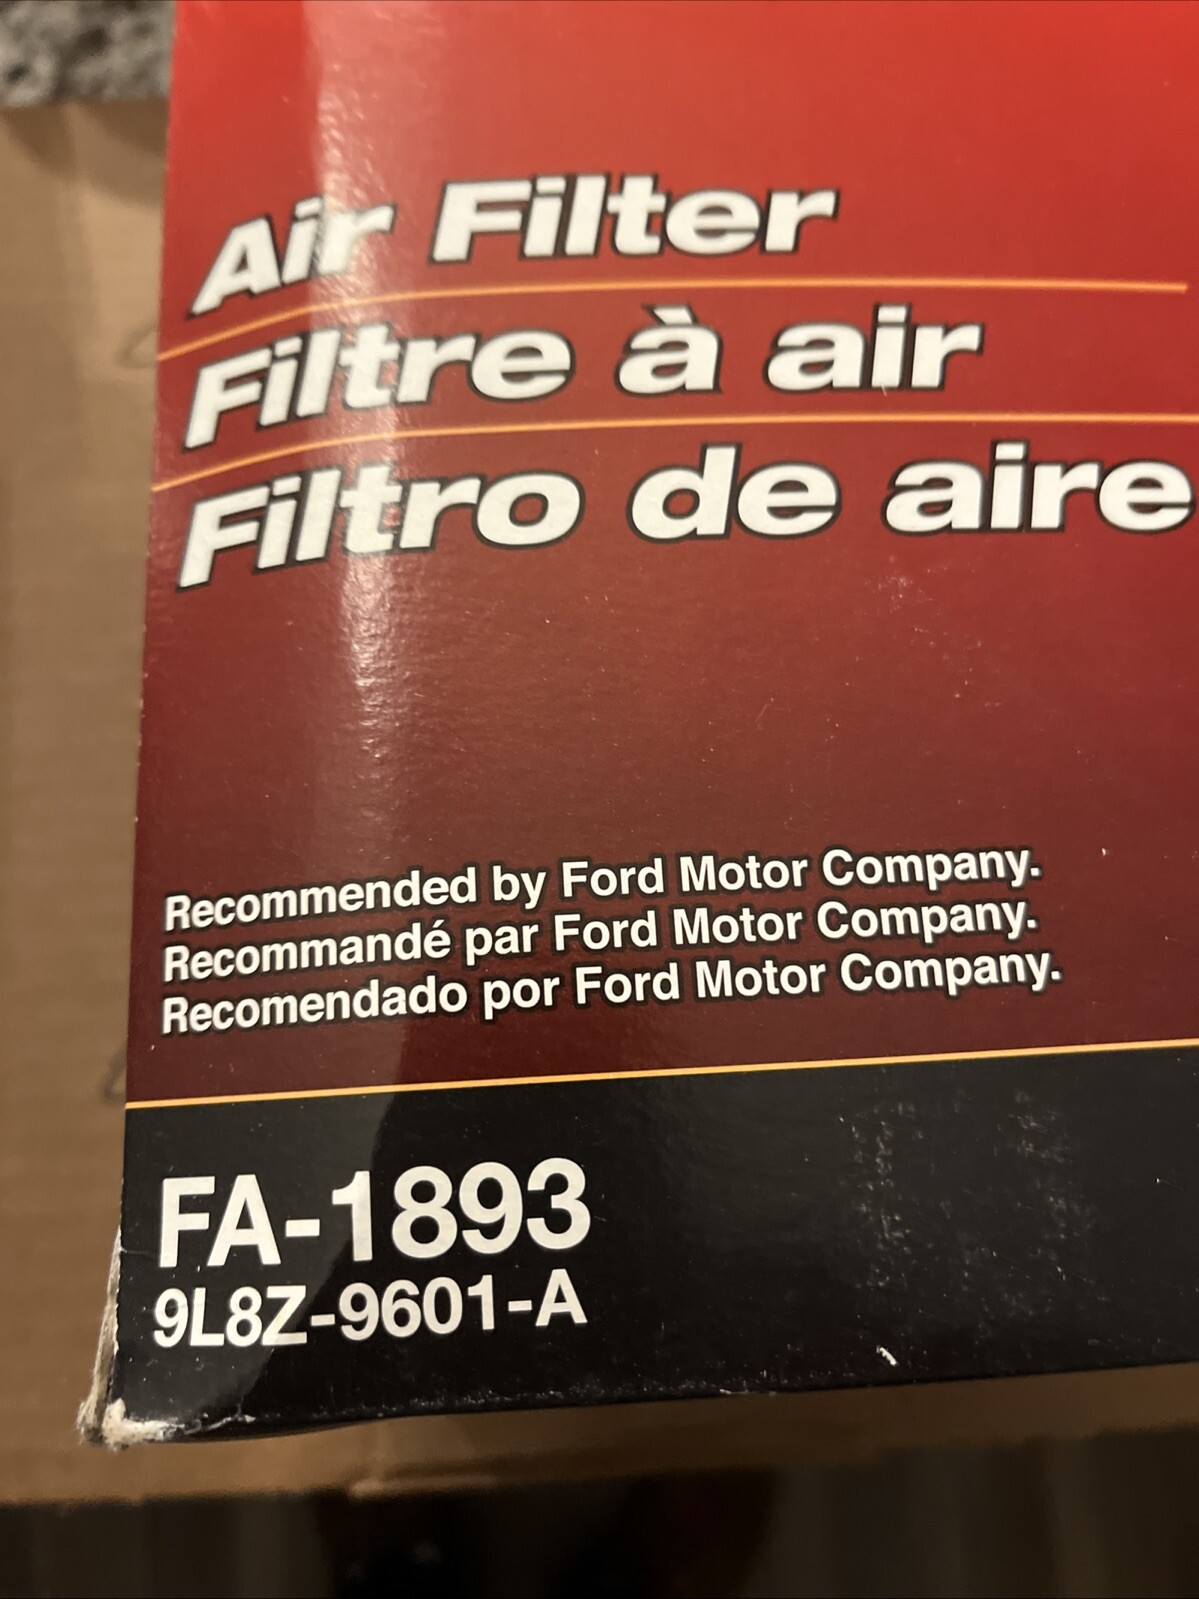 Air Filter
Filtre à air
Filtro de aire
Recommended by Ford Motor Company.
Recommandé par Ford Motor Company.
Recomendado por Ford Motor Company.
FA-1893
9L8Z-9601-A